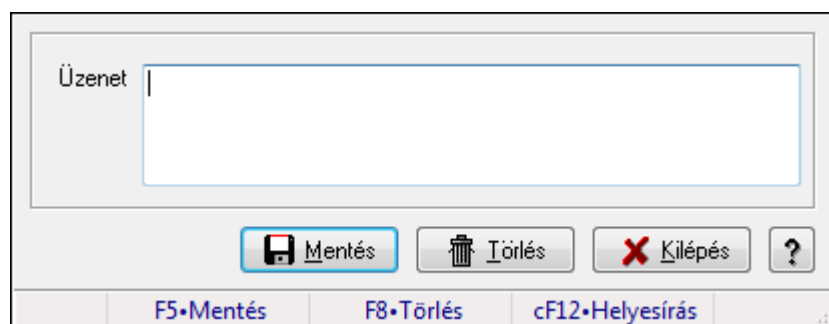 Üzenet
Mentés Törlés Kilépés ?
F5•Mentés F8•Törlés cF12•Helyesírás